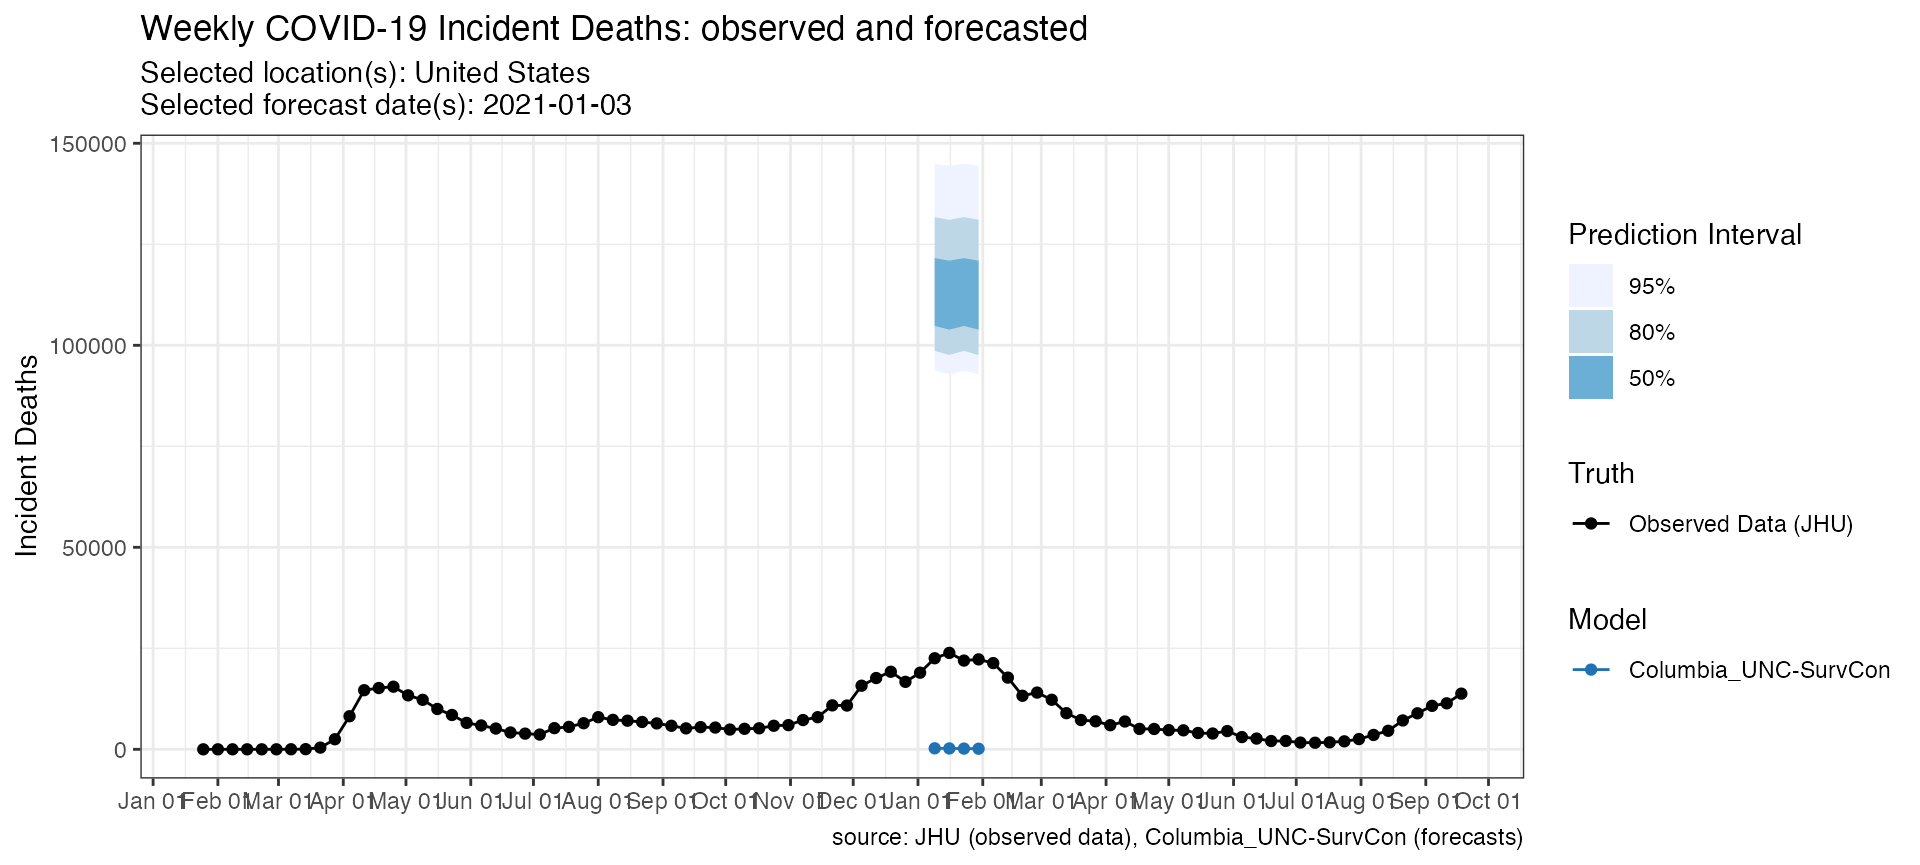 Weekly COVID-19 Incident Deaths: observed and forecasted
Selected location(s): United States
Selected forecast date(s): 2021-01-03
150000
100000
50000
0
Incident Deaths
Jan 01 Feb 01 Mar 01 Apr 01 May 01 Jun 01 Jul 01 Aug 01 Sep 01 Oct 01 Nov 01 Dec 01 Jan 01 Feb 01 Mar 01 Apr 01 May 01 Jun 01 Jul 01 Aug 01 Sep 01 Oct 01
source: JHU (observed data), Columbia_UNC-SurvCon (forecasts)
Prediction Interval
95%
80%
50%
Truth
Observed Data (JHU)
Model
Columbia_UNC-SurvCon